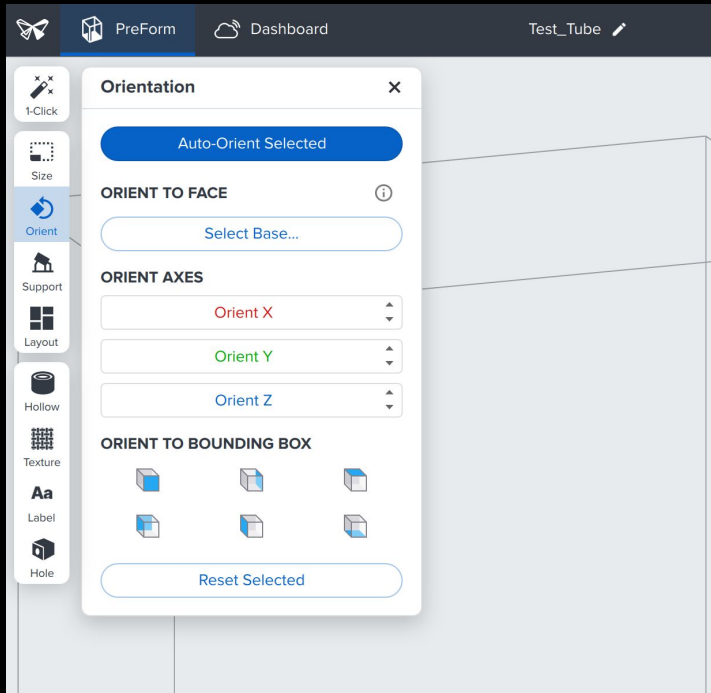 PreForm
Dashboard
Test_Tube
1-Click
Size
Orient
Support
Layout
Hollow
Texture
Aa
Label
Hole
Orientation
Auto-Orient Selected
ORIENT TO FACE
Select Base...
ORIENT AXES
Orient X
Orient Y
Orient Z
ORIENT TO BOUNDING BOX
Reset Selected